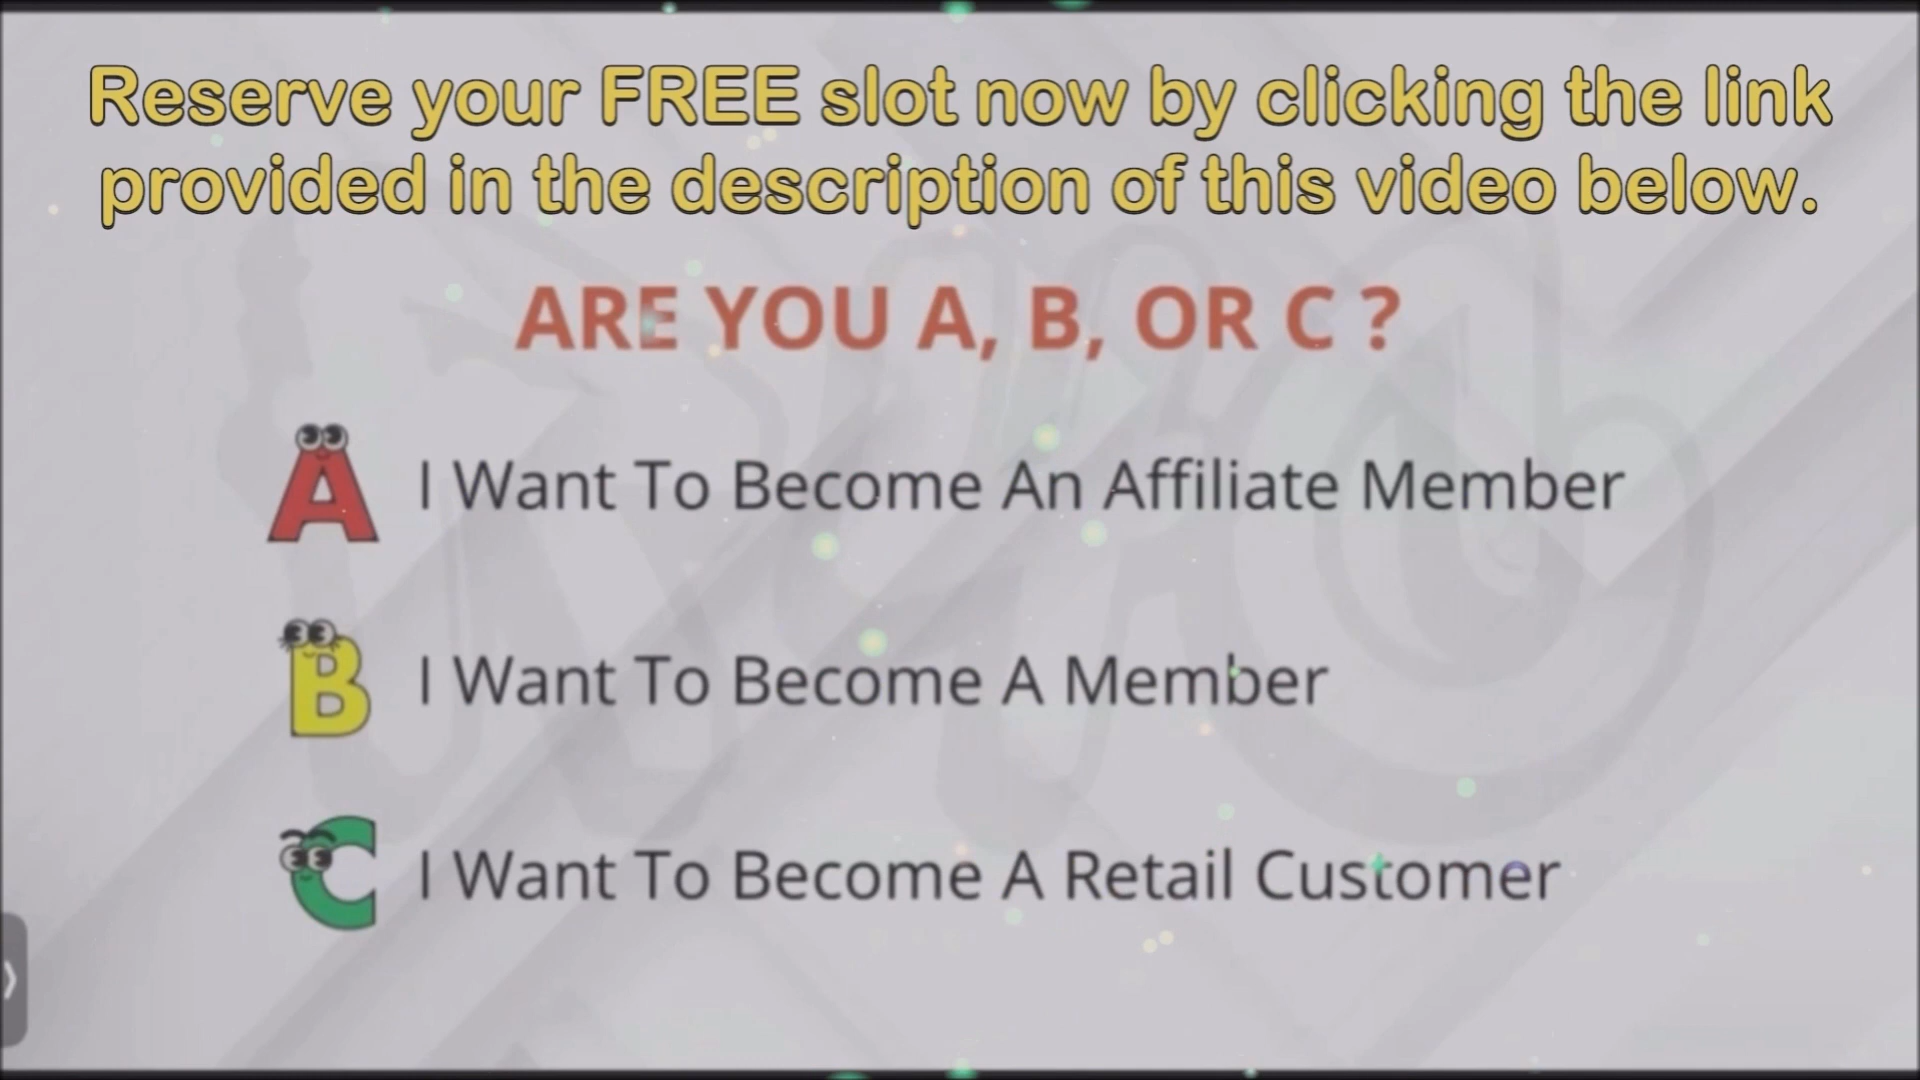 Reserve your FREE slot now by clicking the link
provided in the description of this video below.
ARE YOU A, B, OR C ?
A I Want To Become An Affiliate Member
B I Want To Become A Member
C I Want To Become A Retail Customer